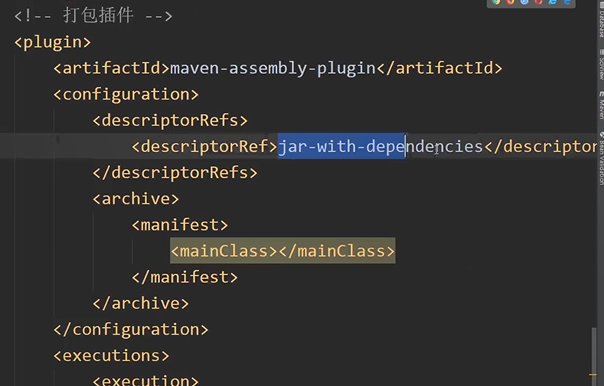 <!-- 打包插件 -->
<plugin>
<artifactId>maven-assembly-plugin</artifactId>
<configuration>
<descriptorRefs>
<descriptorRef>jar-with-dependencies</descriptor
</descriptorRefs>
<archive>
<manifest>
<mainClass></mainClass>
</manifest>
</archive>
</configuration>
<executions>
<execution>
Database
SciView
Maven
Bean Validation